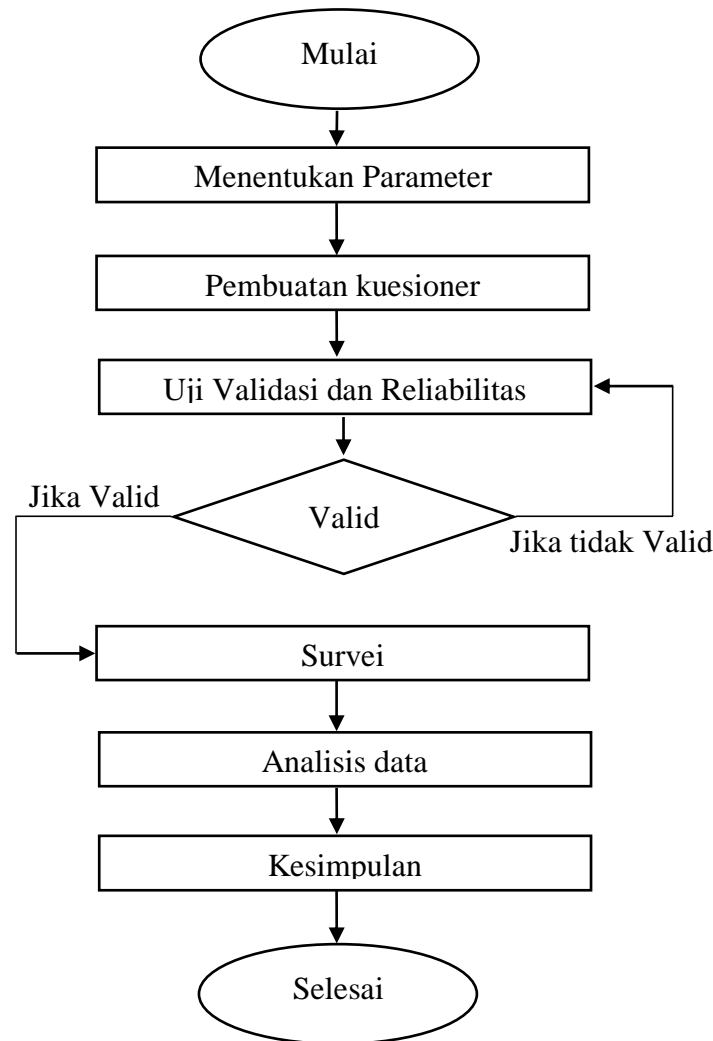 Mulai
Menentukan Parameter
Pembuatan kuesioner
Uji Validasi dan Reliabilitas
Jika Valid
Valid
Jika tidak Valid
Survei
Analisis data
Kesimpulan
Selesai